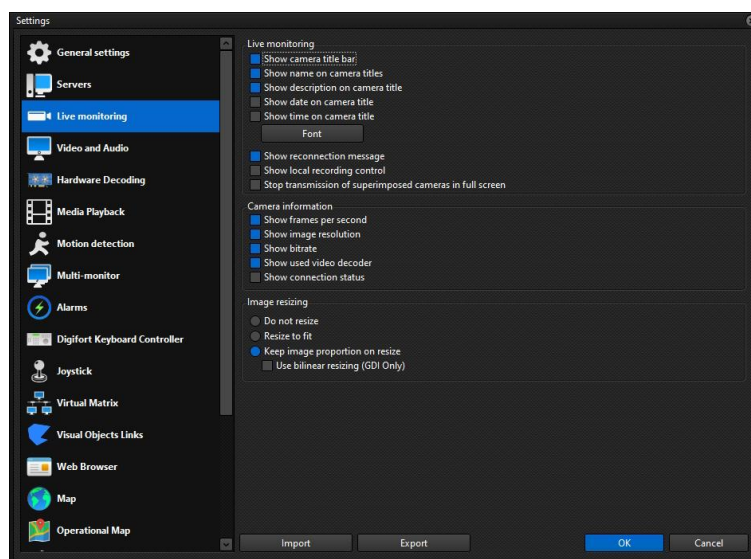 Settings
General settings
Servers
Live monitoring
Video and Audio
Hardware Decoding
Media Playback
Motion detection
Multi-monitor
Alarms
Digifort Keyboard Controller
Joystick
Virtual Matrix
Visual Objects Links
Web Browser
Map
Operational Map
Live monitoring
Show camera title bar
Show name on camera titles
Show description on camera title
Show date on camera title
Show time on camera title
Font
Show reconnection message
Show local recording control
Stop transmission of superimposed cameras in full screen
Camera information
Show frames per second
Show image resolution
Show bitrate
Show used video decoder
Show connection status
Image resizing
Do not resize
Resize to fit
Keep image proportion on resize
Use bilinear resizing (GDI Only)
Import Export OK Cancel